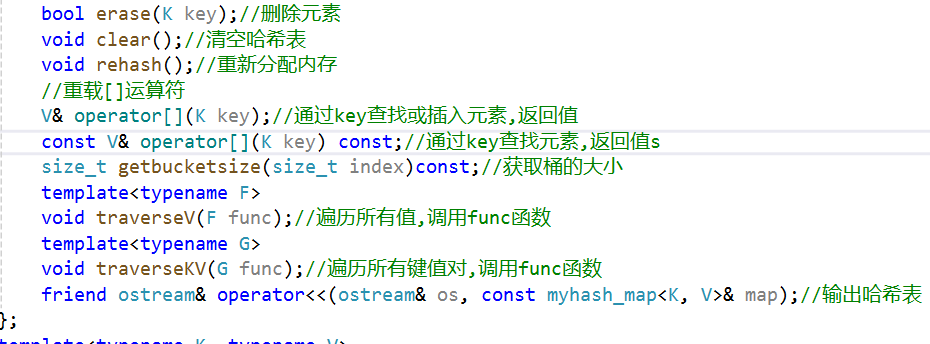 bool erase(K key);//删除元素
void clear();//清空哈希表
void rehash();//重新分配内存
//重载[]运算符
V& operator[](K key);//通过key查找或插入元素,返回值
const V& operator[](K key) const;//通过key查找元素,返回值s
size_t getbucketsize(size_t index)const;//获取桶的大小
template<typename F>
void traverseV(F func);//遍历所有值,调用func函数
template<typename G>
void traverseKV(G func);//遍历所有键值对,调用func函数
friend ostream& operator<<(ostream& os, const myhash_map<K, V>& map);//输出哈希表
};
template<typename K, typename V>